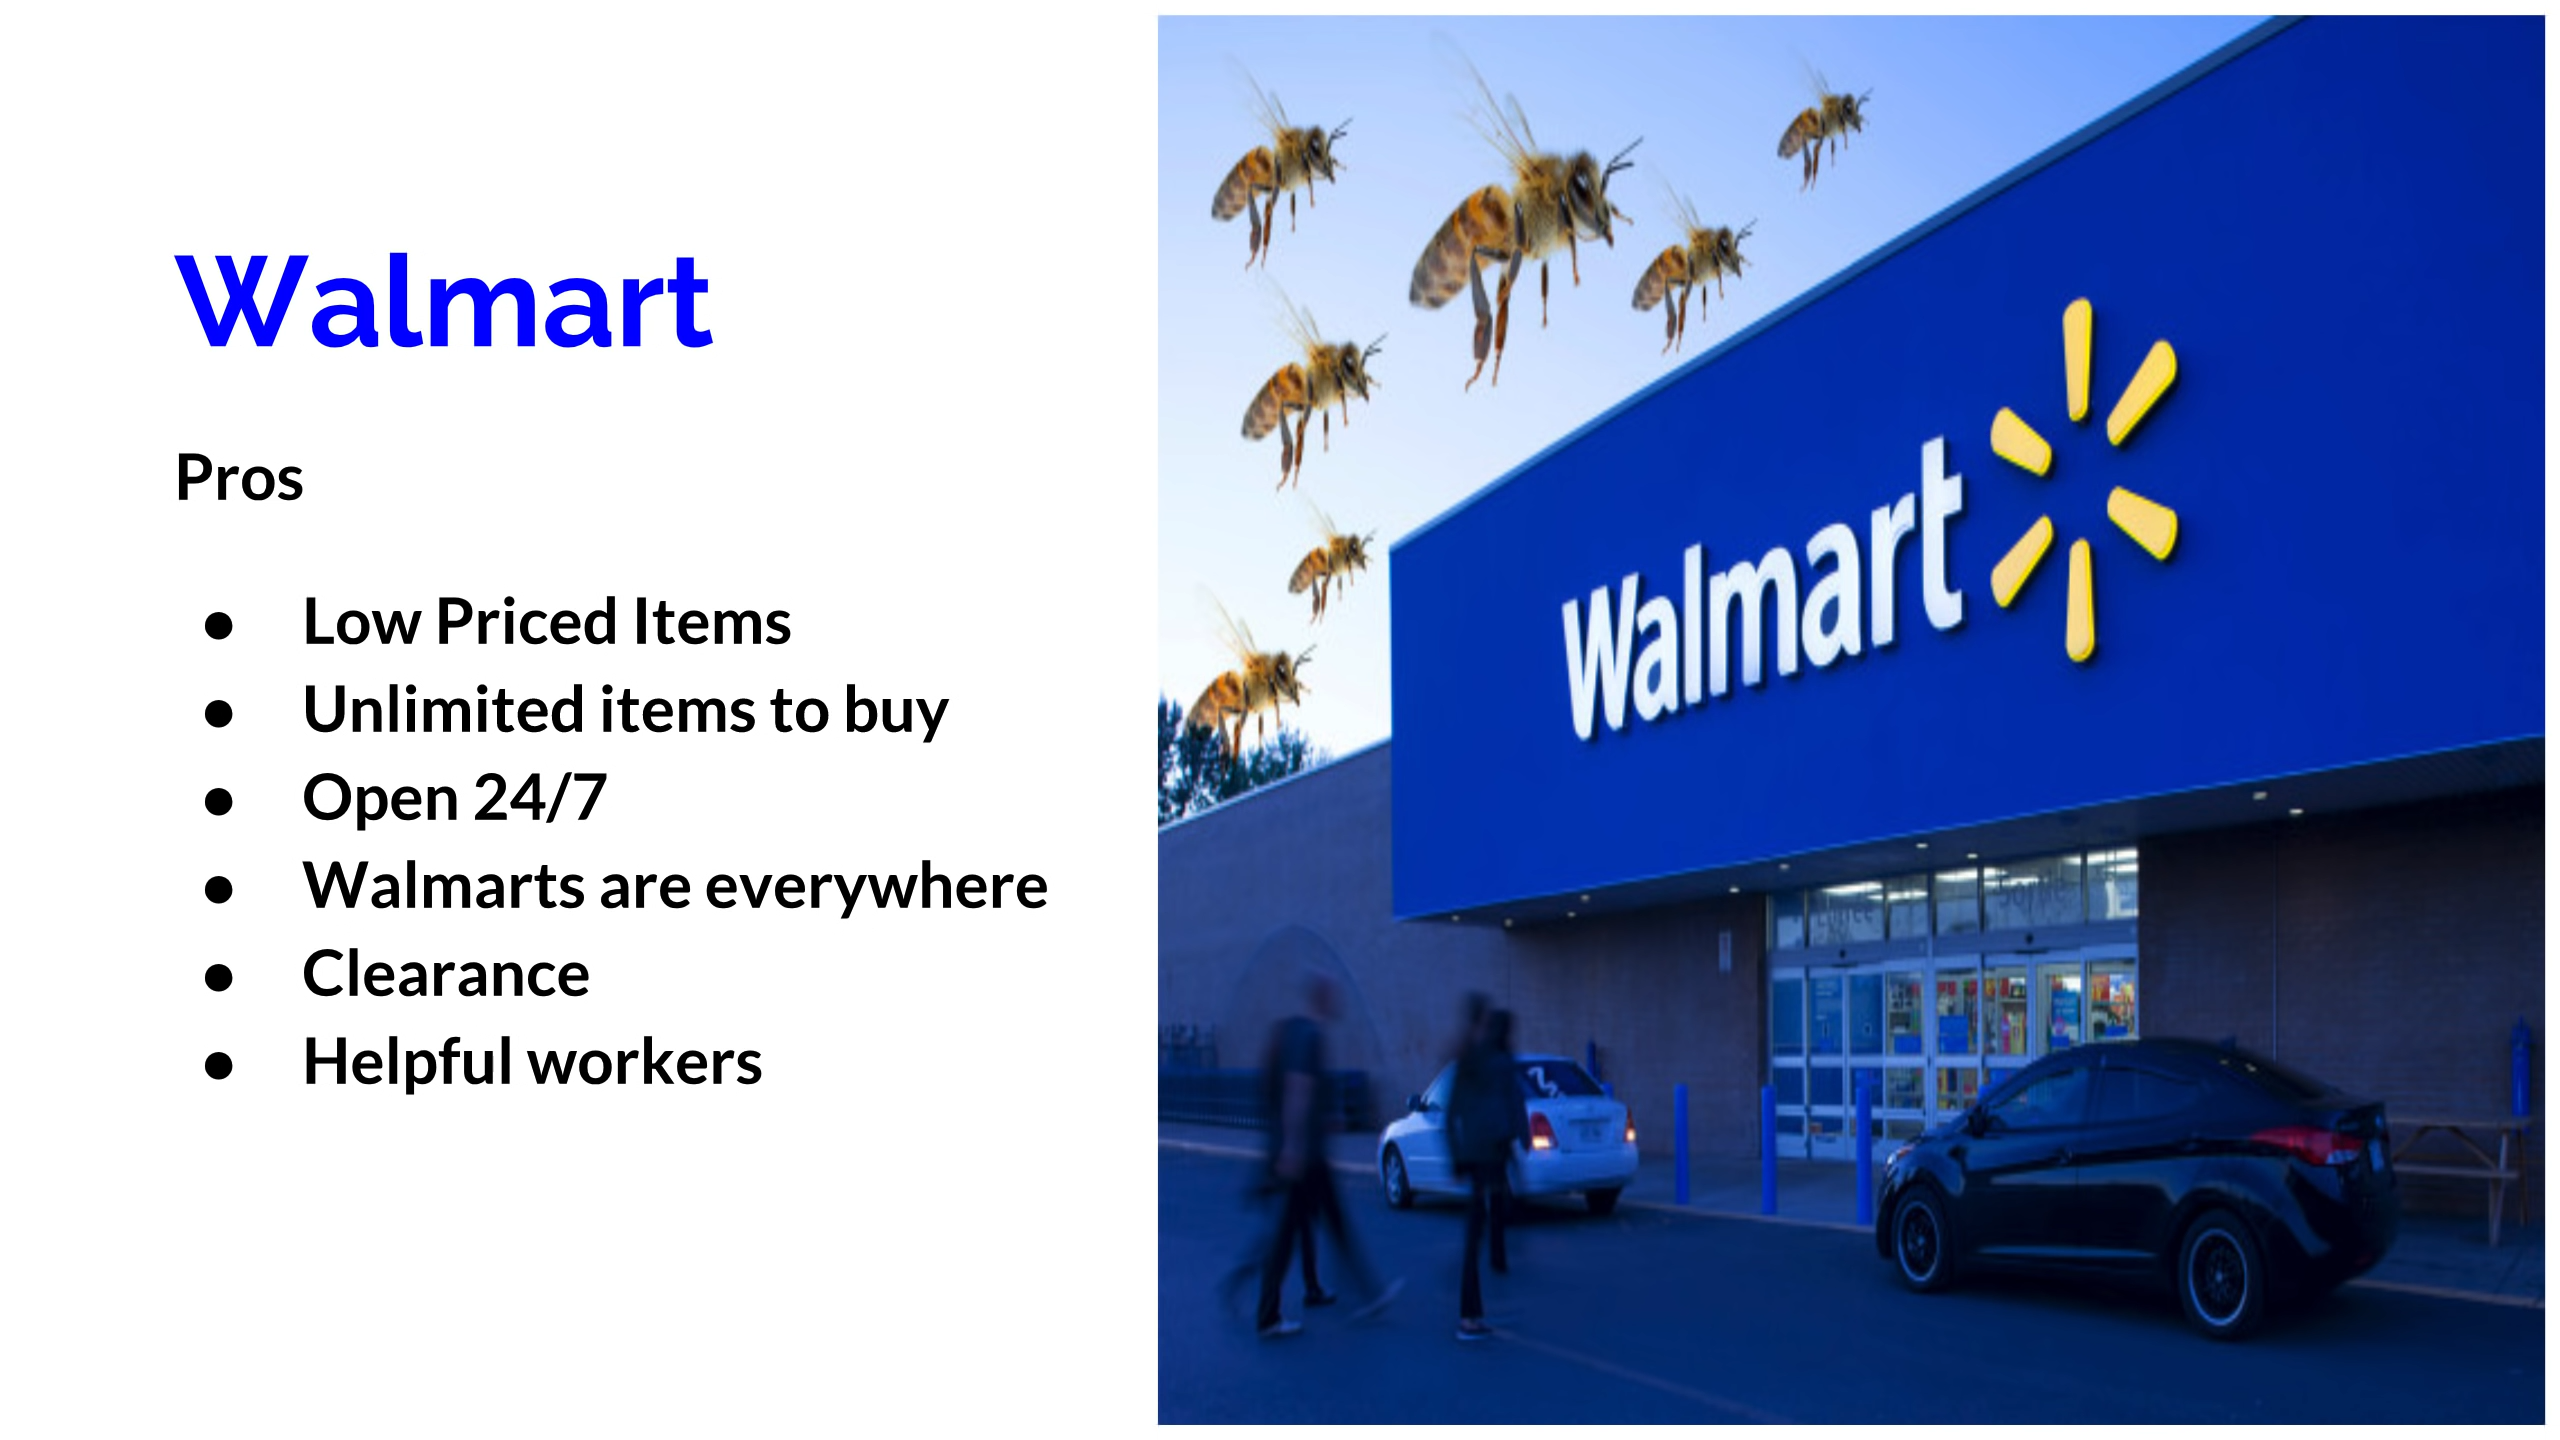 Walmart
Pros
● Low Priced Items
● Unlimited items to buy
● Open 24/7
● Walmarts are everywhere
● Clearance
● Helpful workers
Walmart